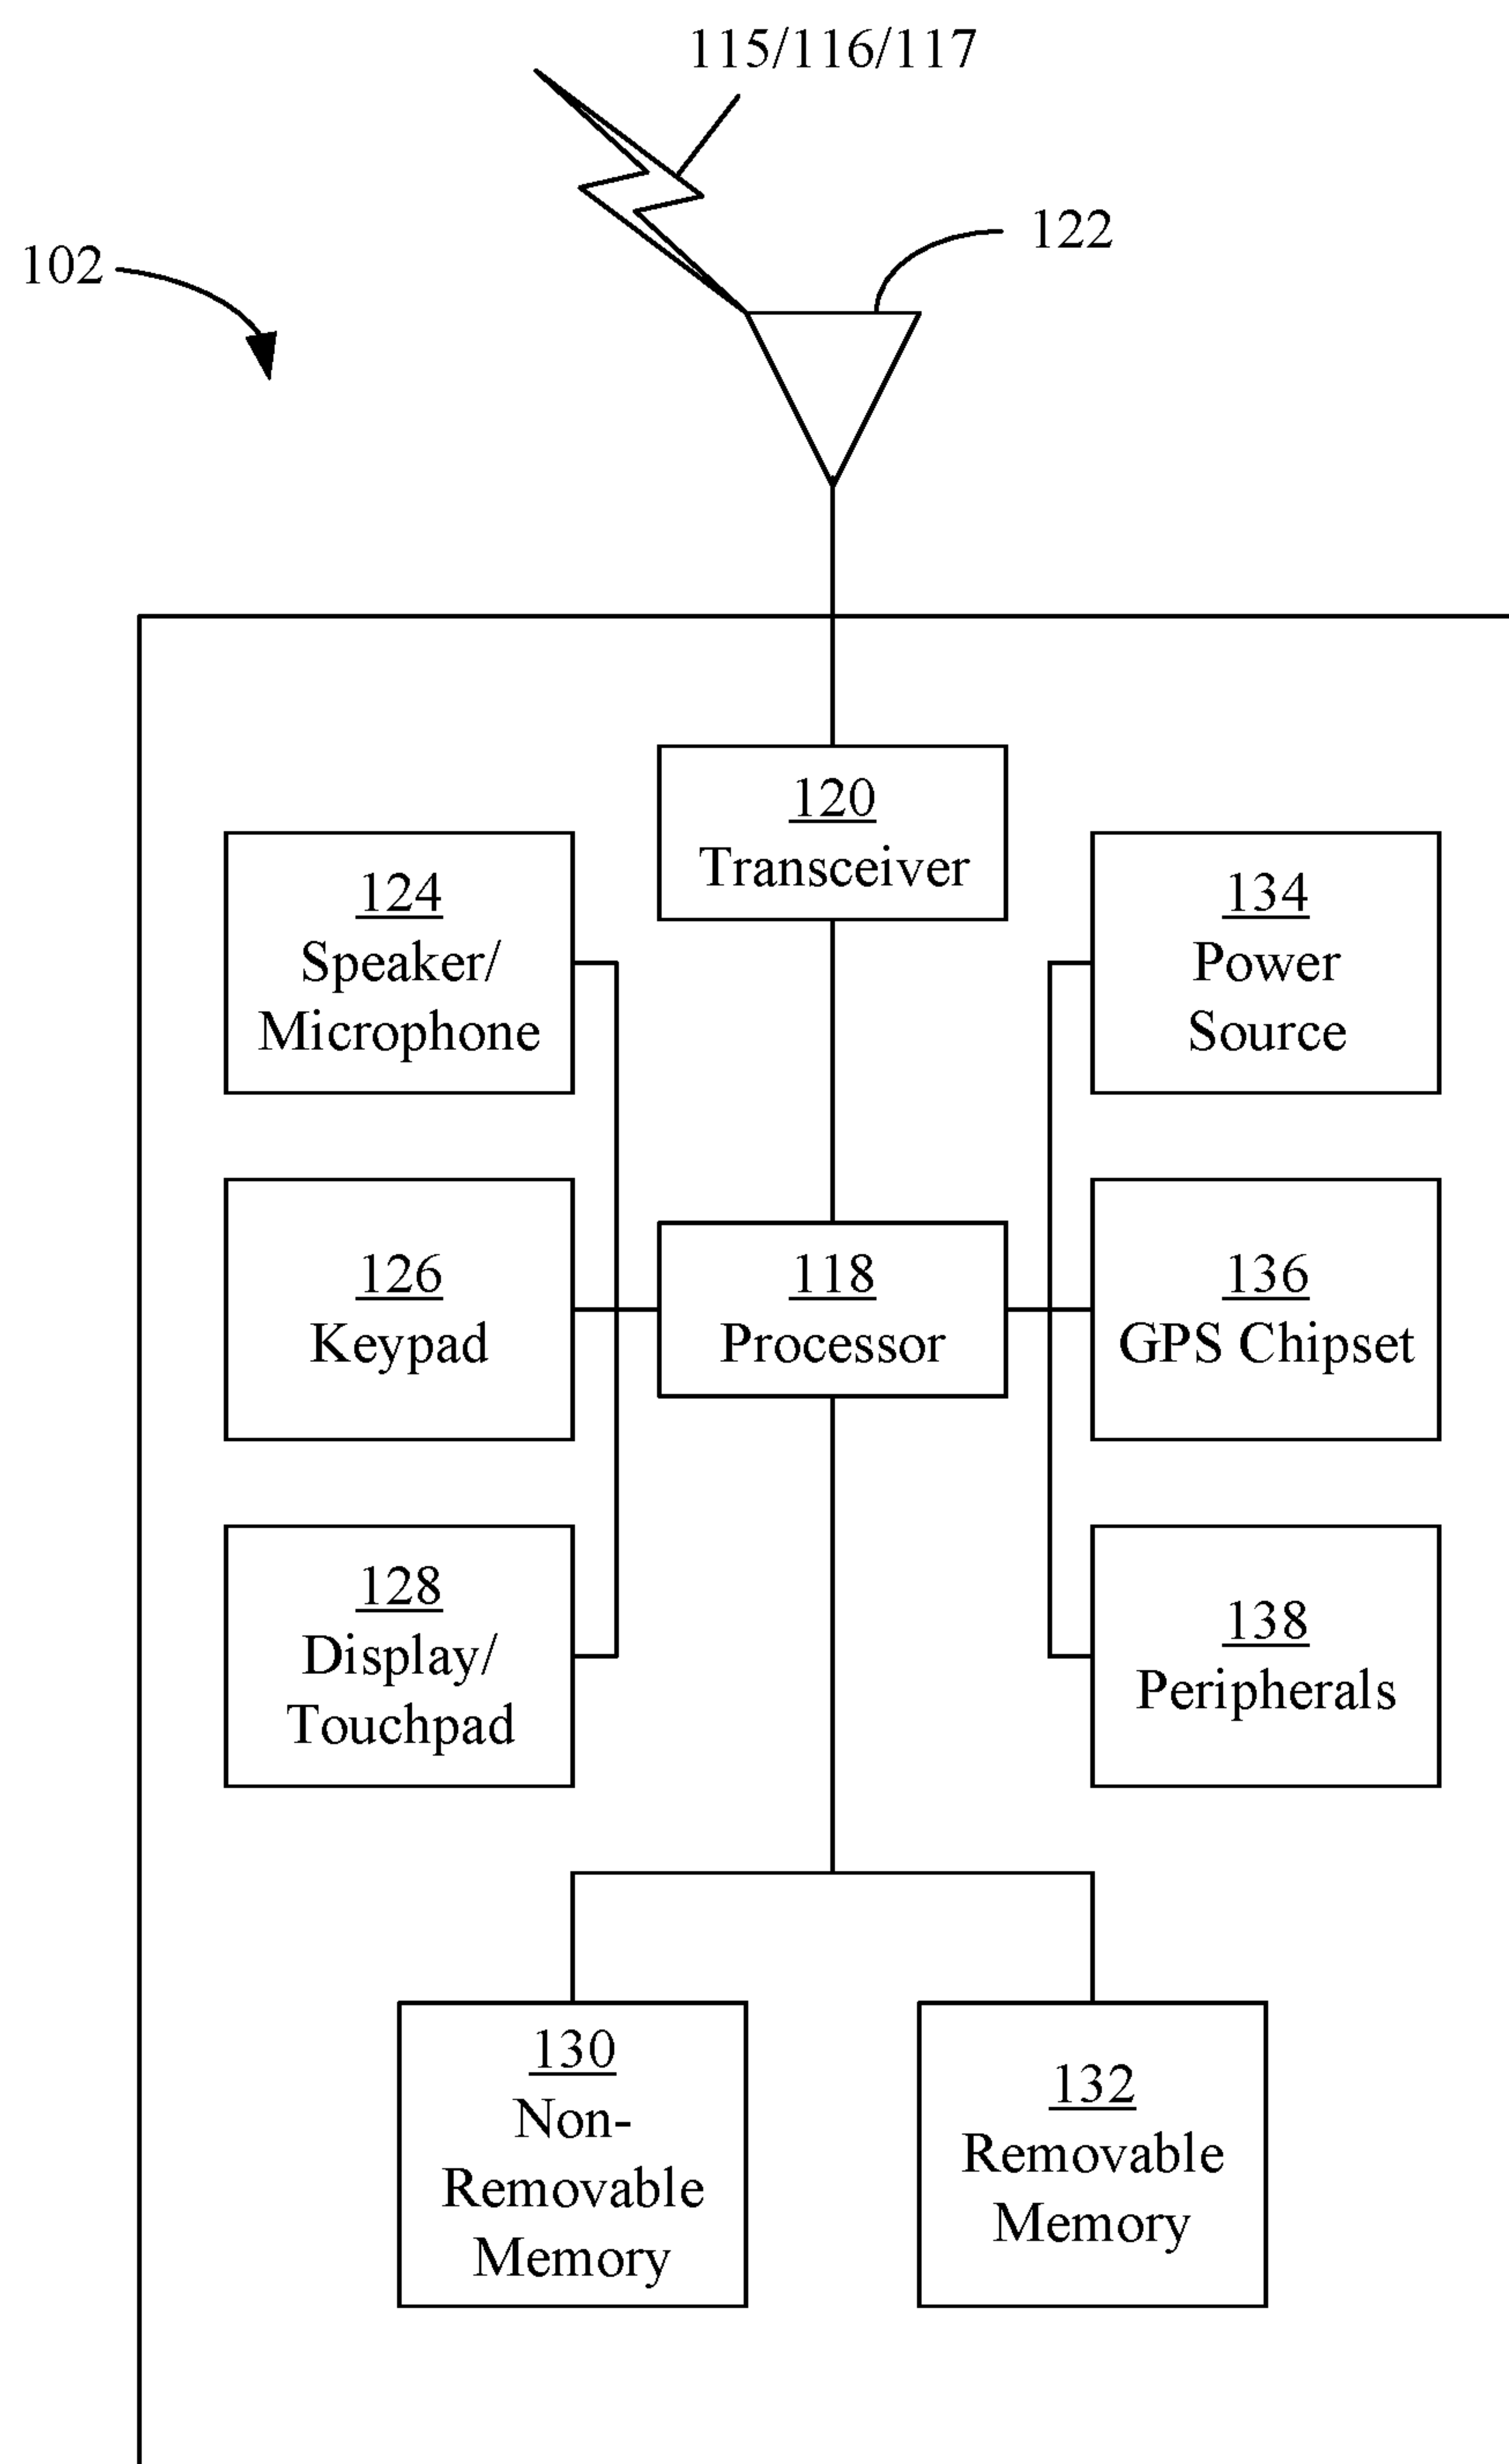 115/116/117
122
102
120
Transceiver
124
Speaker/
Microphone
134
Power
Source
126
Keypad
118
Processor
136
GPS Chipset
128
Display/
Touchpad
138
Peripherals
130
Non-
Removable
Memory
132
Removable
Memory